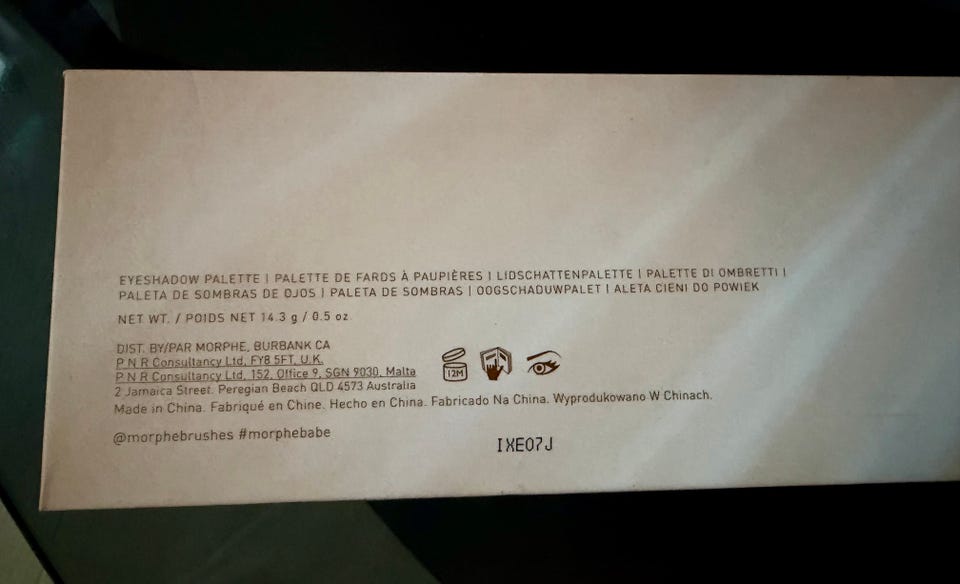 EYESHADOW PALETTE | PALETTE DE FARDS À PAUPIÈRES | LIDSCHATTENPALETTE | PALETTE DI OMBRETTI |
PALETA DE SOMBRAS DE OJOS | PALETA DE SOMBRAS | OOGSCHADUWPALET | ALETA CIENI DO POWIEK
NET WT. / POIDS NET 14.3 g / 0.5 oz
DIST. BY/PAR MORPHE, BURBANK CA
P N R Consultancy Ltd, FY8 5FT, U.K.
P N R Consultancy Ltd, 152, Office 9, SGN 9030, Malta
2 Jamaica Street. Peregian Beach QLD 4573 Australia
12M
Made in China. Fabriqué en Chine. Hecho en China. Fabricado Na China. Wyprodukowano W Chinach.
@morphebrushes #morphebabe
IXE07J